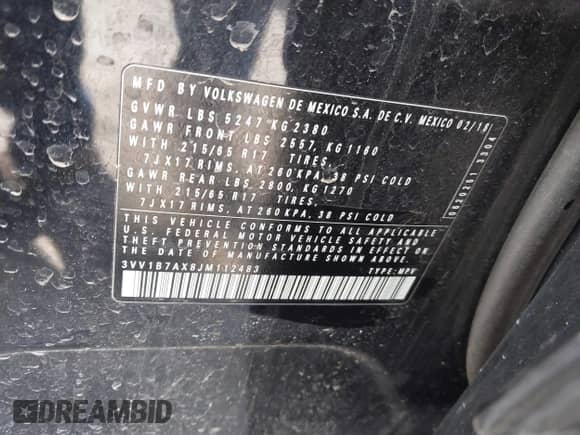 MFD BY VOLKSWAGEN DE MEXICO S.A. DE C.V. MEXICO 02/18
GVWR LBS 5247 KG 2380
GAWR FRONT LBS 2557, KG 1160
WITH 215/65 R17 TIRES.
7JX17 RIMS, AT 260 KPA, 38 PSI COLD
GAWR REAR LBS. 2800, KG1270
WITH 215/65 R17 TIRES.
7JX17 RIMS, AT 260 KPA, 38 PSI COLD
THIS VEHICLE CONFORMS TO ALL APPLICABLE
U.S. FEDERAL MOTOR VEHICLE SAFETY AND
THEFT PREVENTION STANDARDS IN EFFECT ON
THE DATE OF MANUFACTURE SHOWN ABOVE.
3VV1B7AX8JM112483 TYPE: MPV
DREAMBID